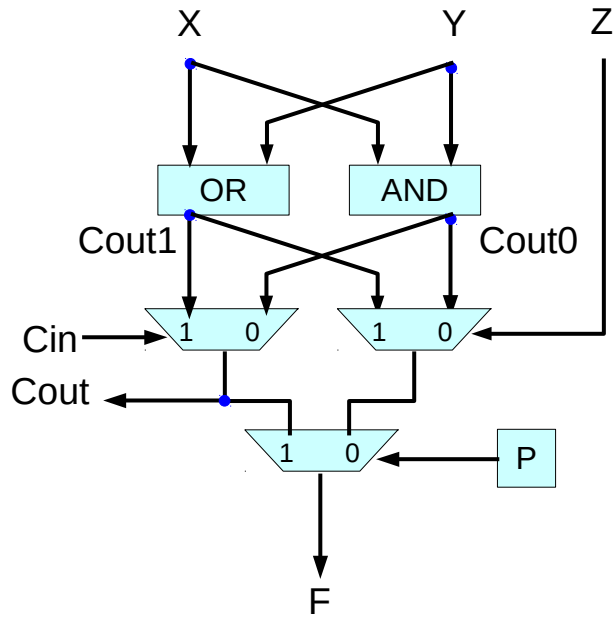 X Y Z
OR AND
Cout1 Cout0
1 0 1 0
Cin
Cout
1 0 P
F